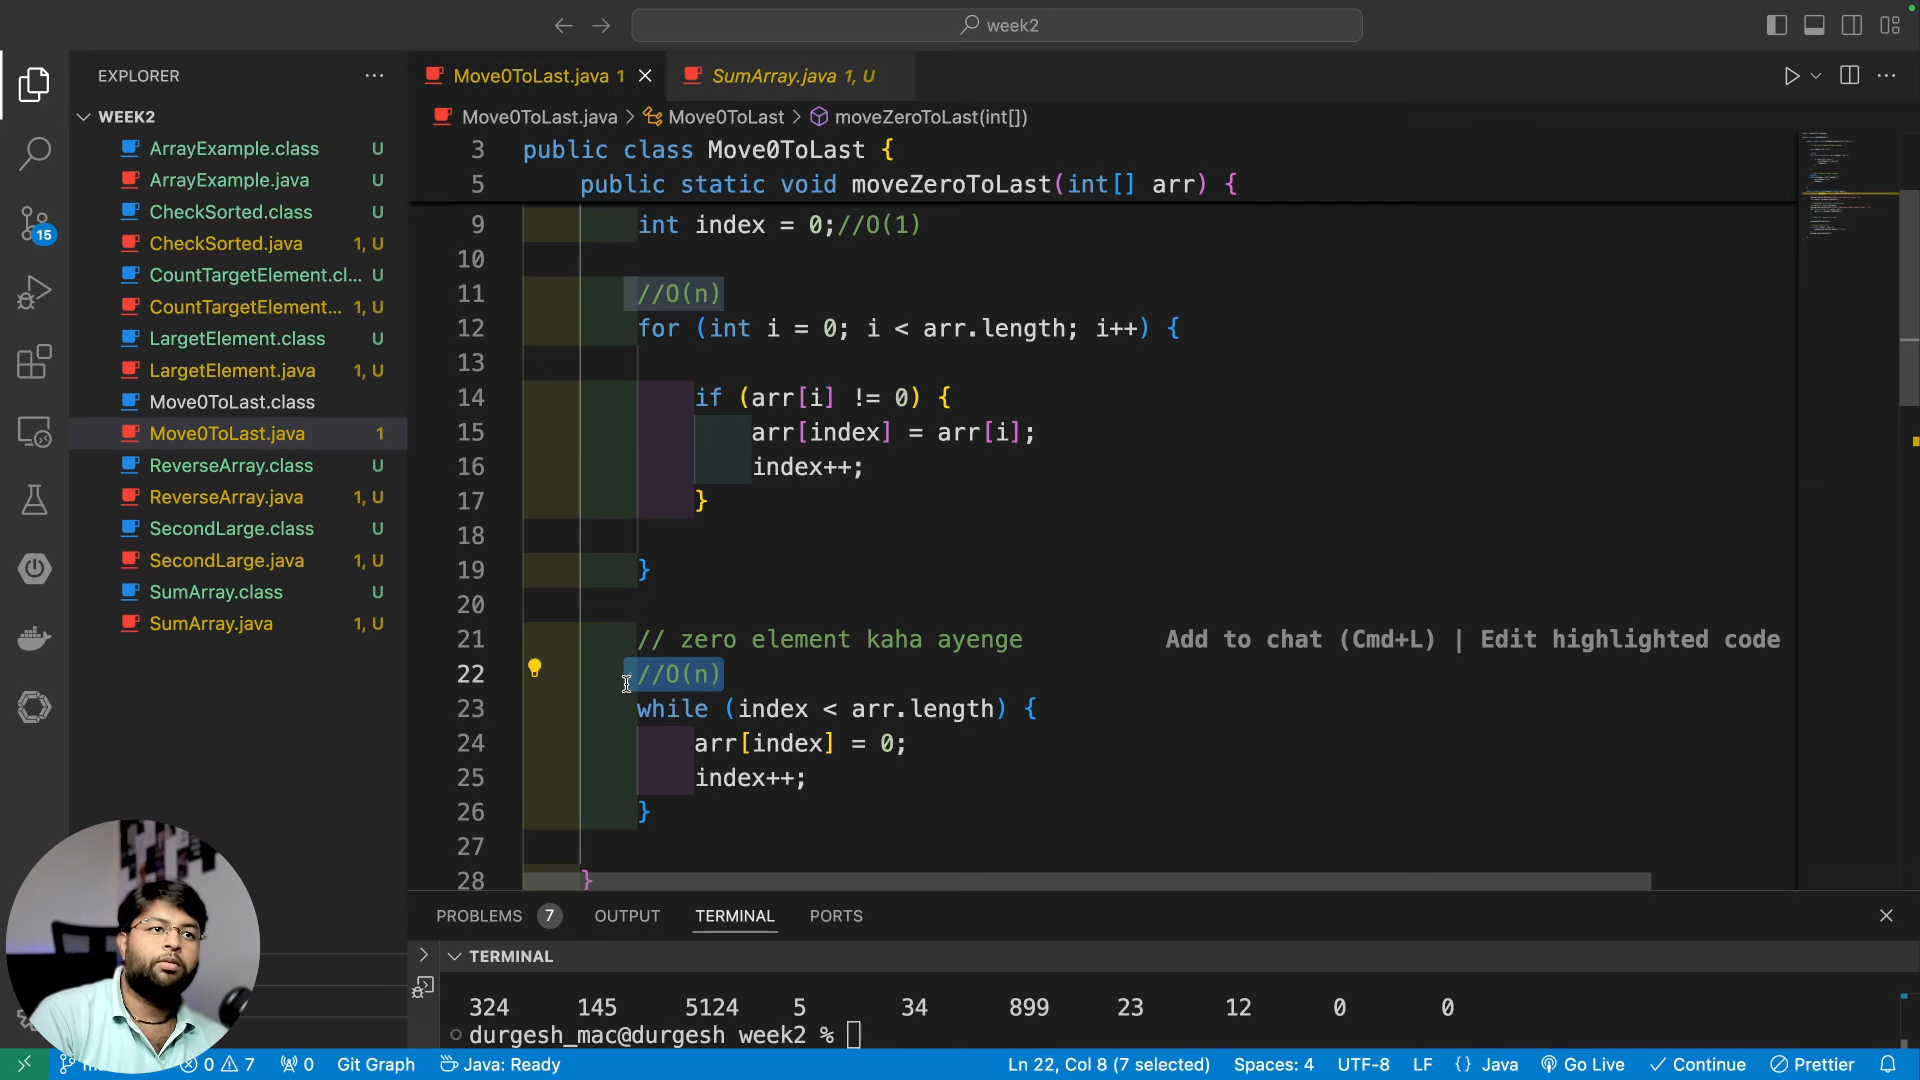 week2
EXPLORER
WEEK2
ArrayExample.class U
ArrayExample.java U
CheckSorted.class U
CheckSorted.java 1, U
CountTargetElement.cl... U
CountTargetElement... 1, U
LargetElement.class U
LargetElement.java 1, U
Move0ToLast.class
Move0ToLast.java 1
ReverseArray.class U
ReverseArray.java 1, U
SecondLarge.class U
SecondLarge.java 1, U
SumArray.class U
SumArray.java 1, U
15
Move0ToLast.java 1
SumArray.java 1, U
Move0ToLast.java > Move0ToLast > moveZeroToLast(int[])
3 public class Move0ToLast {
5 public static void moveZeroToLast(int[] arr) {
9 int index = 0;//O(1)
10
11 //O(n)
12 for (int i = 0; i < arr.length; i++) {
13
14 if (arr[i] != 0) {
15 arr[index] = arr[i];
16 index++;
17 }
18
19 }
20
21 // zero element kaha ayenge Add to chat (Cmd+L) | Edit highlighted code
22 //O(n)
23 while (index < arr.length) {
24 arr[index] = 0;
25 index++;
26 }
27
28 }
PROBLEMS 7 OUTPUT TERMINAL PORTS
TERMINAL
324 145 5124 5 34 899 23 12 0 0
durgesh_mac@durgesh week2 %
0 7 0 Git Graph Java: Ready Ln 22, Col 8 (7 selected) Spaces: 4 UTF-8 LF {} Java Go Live Continue Prettier